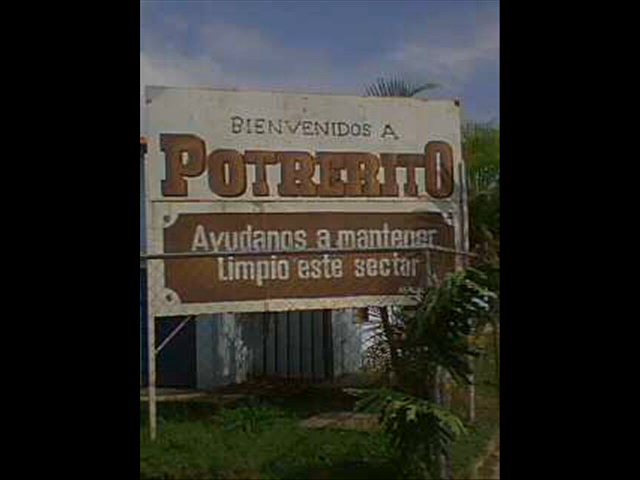 BIENVENIDOS A
POTRERITO
Ayudanos a mantener
limpio este sector